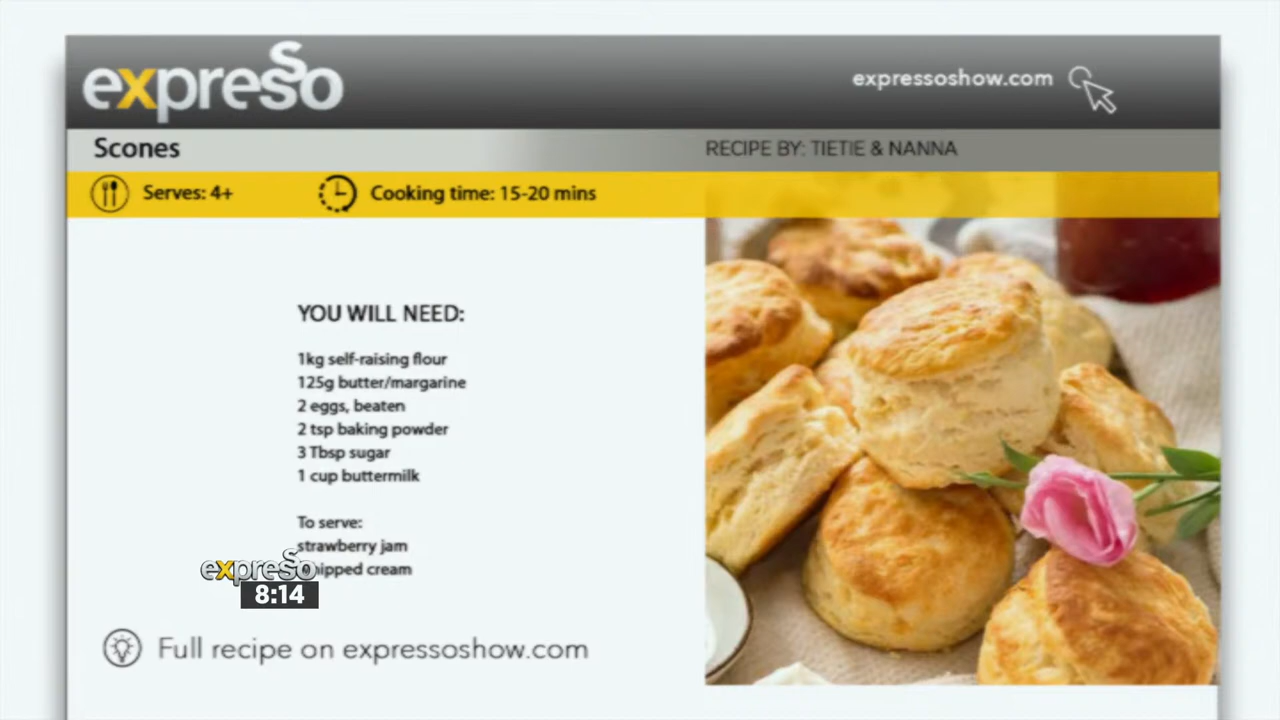 expresso
expressoshow.com
Scones
RECIPE BY: TIETIE & NANNA
Serves: 4+
Cooking time: 15-20 mins
YOU WILL NEED:
1kg self-raising flour
125g butter/margarine
2 eggs, beaten
2 tsp baking powder
3 Tbsp sugar
1 cup buttermilk
To serve:
strawberry jam
whipped cream
expresso
8:14
Full recipe on expressoshow.com